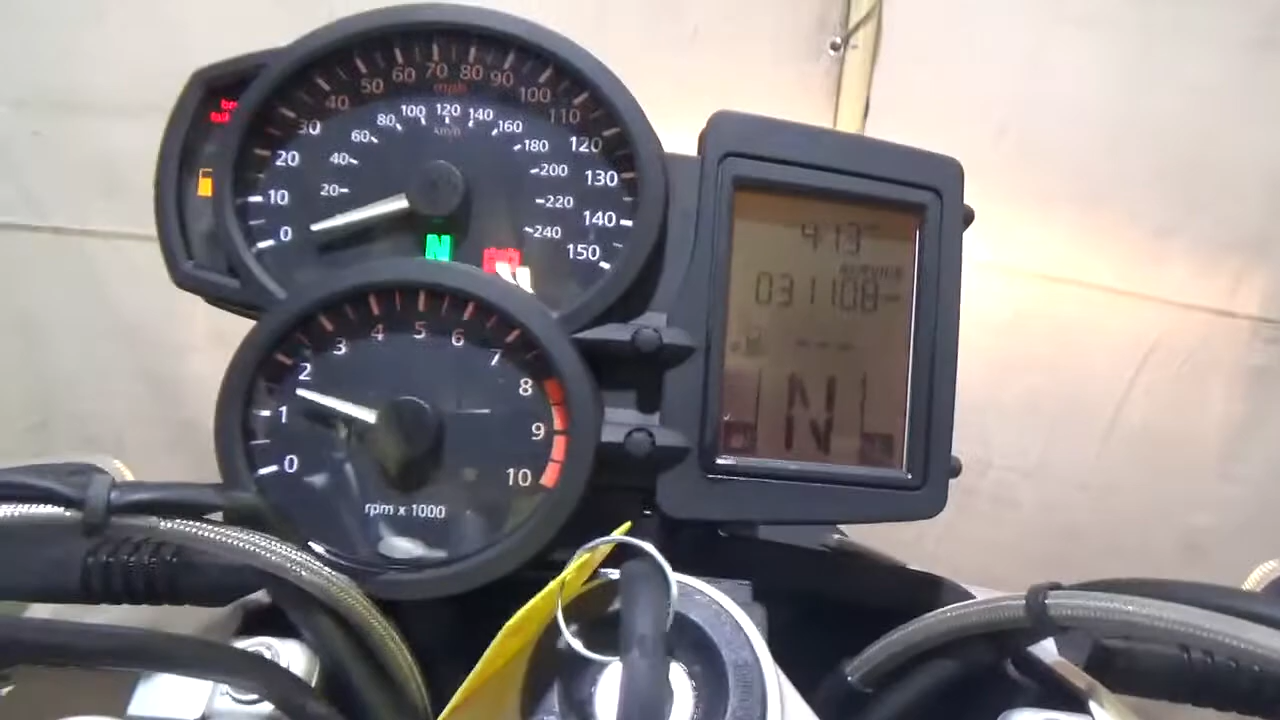 0 10 20 30 40 50 60 70 80 90 100 110 120 130 140 150
mph
20 40 60 80 100 120 140 160 180 200 220 240
km/h
N
0 1 2 3 4 5 6 7 8 9 10
rpm x 1000
SERVICE
031108
N